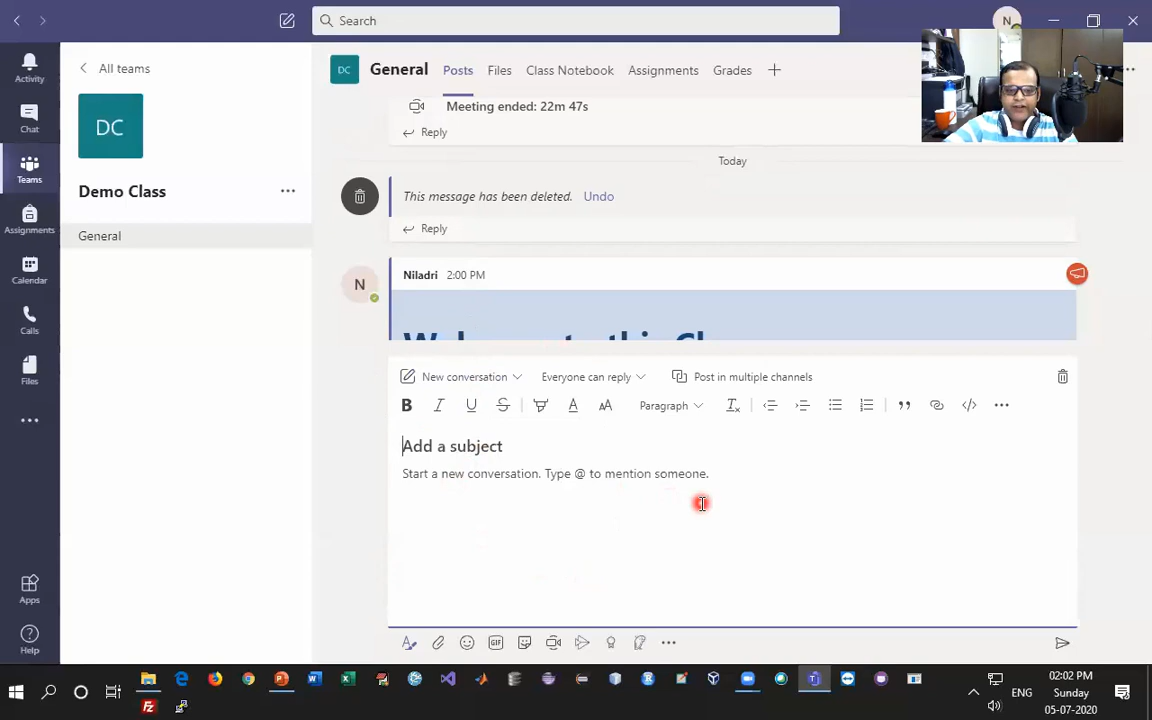 Search
N
Activity
Chat
Teams
Assignments
Calendar
Calls
Files
Apps
Help
All teams
DC
Demo Class
General
DC
General
Posts
Files
Class Notebook
Assignments
Grades
Meeting ended: 22m 47s
Reply
Today
This message has been deleted. Undo
Reply
N
Niladri 2:00 PM
New conversation
Everyone can reply
Post in multiple channels
B
Paragraph
Add a subject
Start a new conversation. Type @ to mention someone.
GIF
ENG
02:02 PM
Sunday
05-07-2020